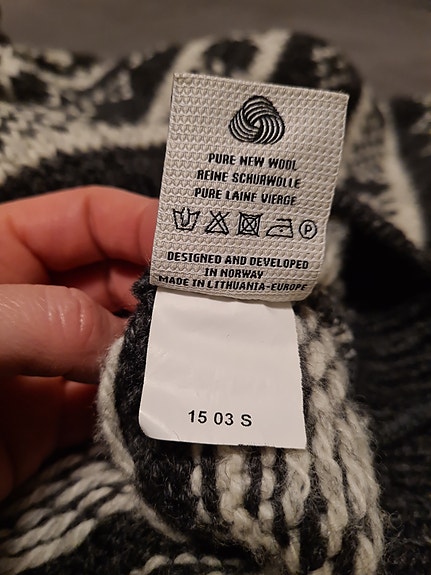 PURE NEW WOOL
REINE SCHURWOLLE
PURE LAINE VIERGE
P
DESIGNED AND DEVELOPED
IN NORWAY
MADE IN LITHUANIA-EUROPE
15 03 S